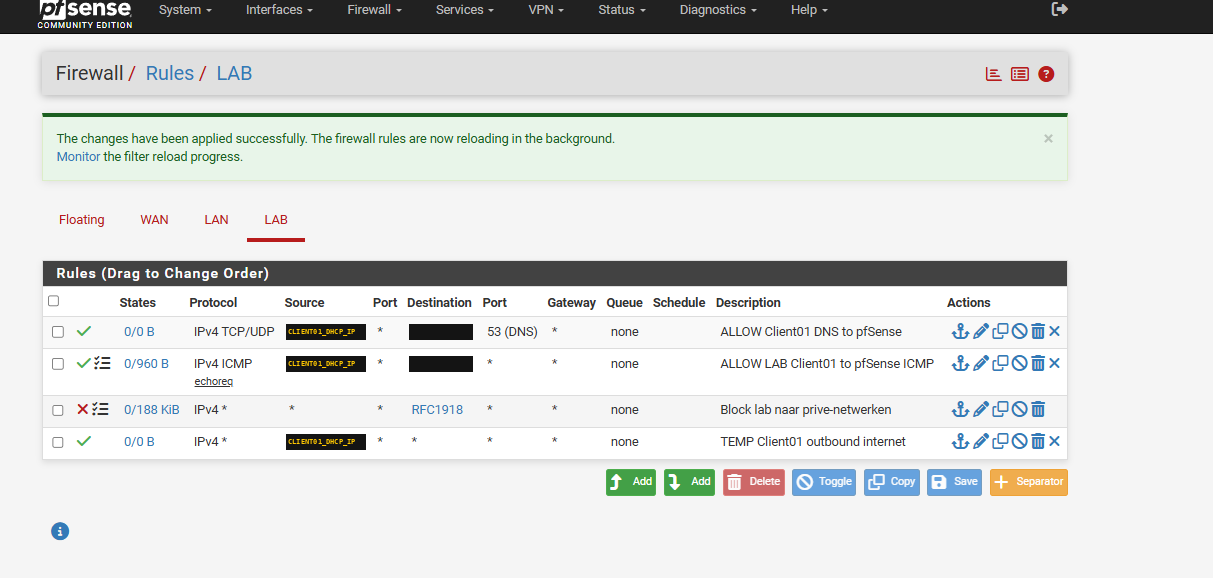 pfsense
COMMUNITY EDITION
System Interfaces Firewall Services VPN Status Diagnostics Help
Firewall / Rules / LAB
The changes have been applied successfully. The firewall rules are now reloading in the background.
Monitor the filter reload progress.
Floating WAN LAN LAB
Rules (Drag to Change Order)
States Protocol Source Port Destination Port Gateway Queue Schedule Description Actions
0/0 B IPv4 TCP/UDP CLIENT01_DHCP_IP * 53 (DNS) * none ALLOW Client01 DNS to pfSense
0/960 B IPv4 ICMP CLIENT01_DHCP_IP * * * none ALLOW LAB Client01 to pfSense ICMP
echoreq
0/188 KiB IPv4 * * * RFC1918 * * none Block lab naar prive-netwerken
0/0 B IPv4 * CLIENT01_DHCP_IP * * * * none TEMP Client01 outbound internet
Add Add Delete Toggle Copy Save Separator